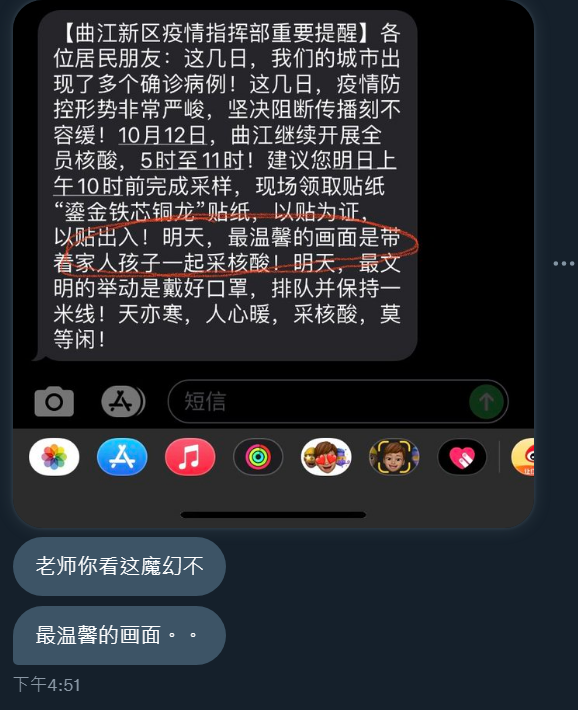 【曲江新区疫情指挥部重要提醒】各
位居民朋友：这几日，我们的城市出
现了多个确诊病例！这几日，疫情防
控形势非常严峻，坚决阻断传播刻不
容缓！10月12日，曲江继续开展全
员核酸，5时至11时！建议您明日上
午10时前完成采样，现场领取贴纸
“鎏金铁芯铜龙”贴纸，以贴为证，
以贴出入！明天，最温馨的画面是带
着家人孩子一起采核酸！明天，最文
明的举动是戴好口罩，排队并保持一
米线！天亦寒，人心暖，采核酸，莫
等闲！
短信
老师你看这魔幻不
最温馨的画面。。
下午4:51